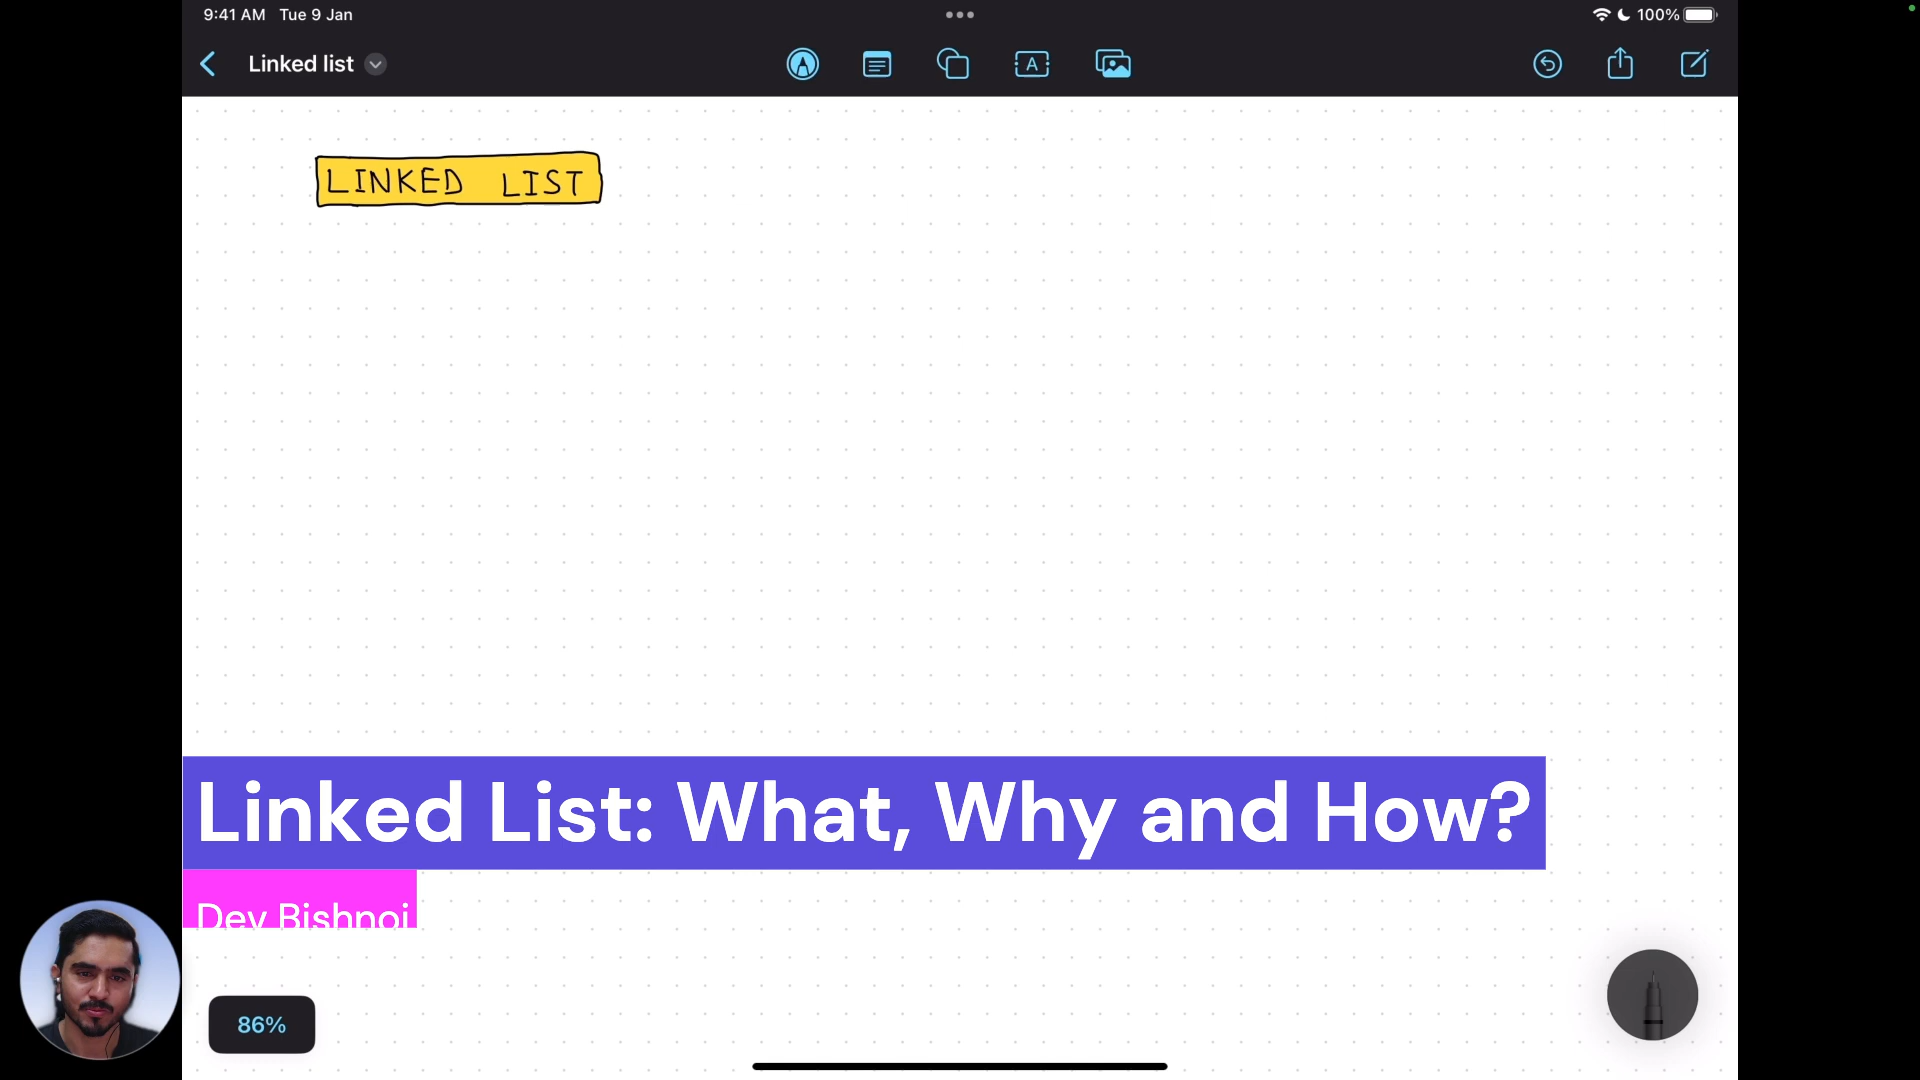 9:41 AM Tue 9 Jan
100%
Linked list
A
LINKED LIST
Linked List: What, Why and How?
Dev Bishnoi
86%